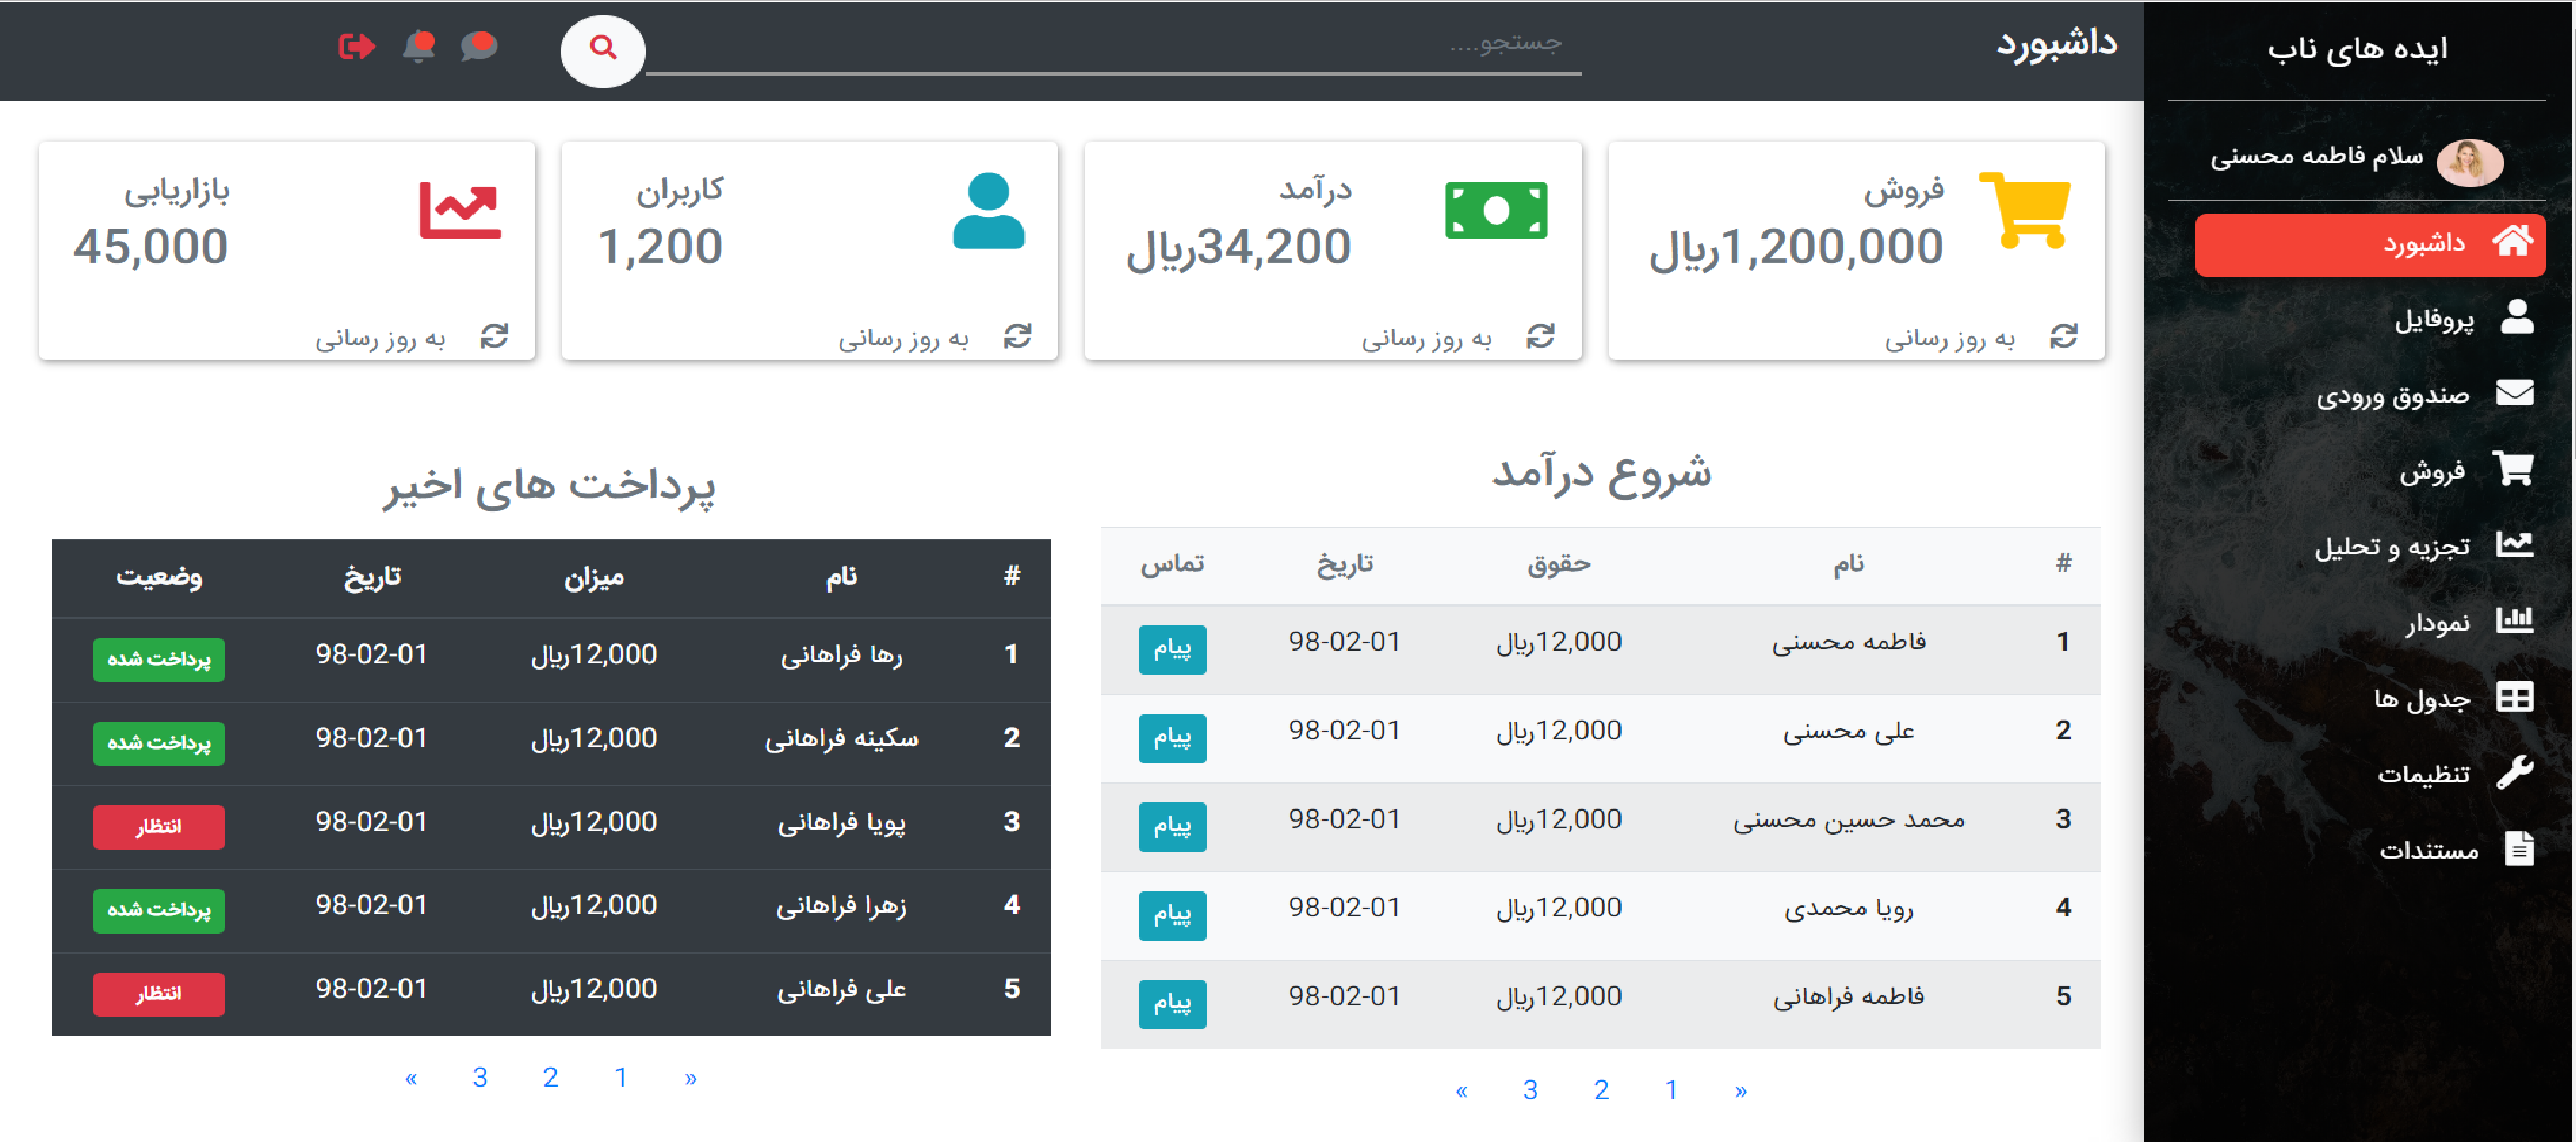 ایده های ناب
سلام فاطمه محسنی
داشبورد
پروفایل
صندوق ورودی
فروش
تجزیه و تحلیل
نمودار
جدول ها
تنظیمات
مستندات
داشبورد
جستجو....
فروش
1,200,000ریال
به روز رسانی
درآمد
34,200ریال
به روز رسانی
کاربران
1,200
به روز رسانی
بازاریابی
45,000
به روز رسانی
شروع درآمد
# نام حقوق تاریخ تماس
1 فاطمه محسنی 12,000ریال 98-02-01 پیام
2 علی محسنی 12,000ریال 98-02-01 پیام
3 محمد حسین محسنی 12,000ریال 98-02-01 پیام
4 رویا محمدی 12,000ریال 98-02-01 پیام
5 فاطمه فراهانی 12,000ریال 98-02-01 پیام
« 1 2 3 »
پرداخت های اخیر
# نام میزان تاریخ وضعیت
1 رها فراهانی 12,000ریال 98-02-01 پرداخت شده
2 سکینه فراهانی 12,000ریال 98-02-01 پرداخت شده
3 پویا فراهانی 12,000ریال 98-02-01 انتظار
4 زهرا فراهانی 12,000ریال 98-02-01 پرداخت شده
5 علی فراهانی 12,000ریال 98-02-01 انتظار
« 1 2 3 »